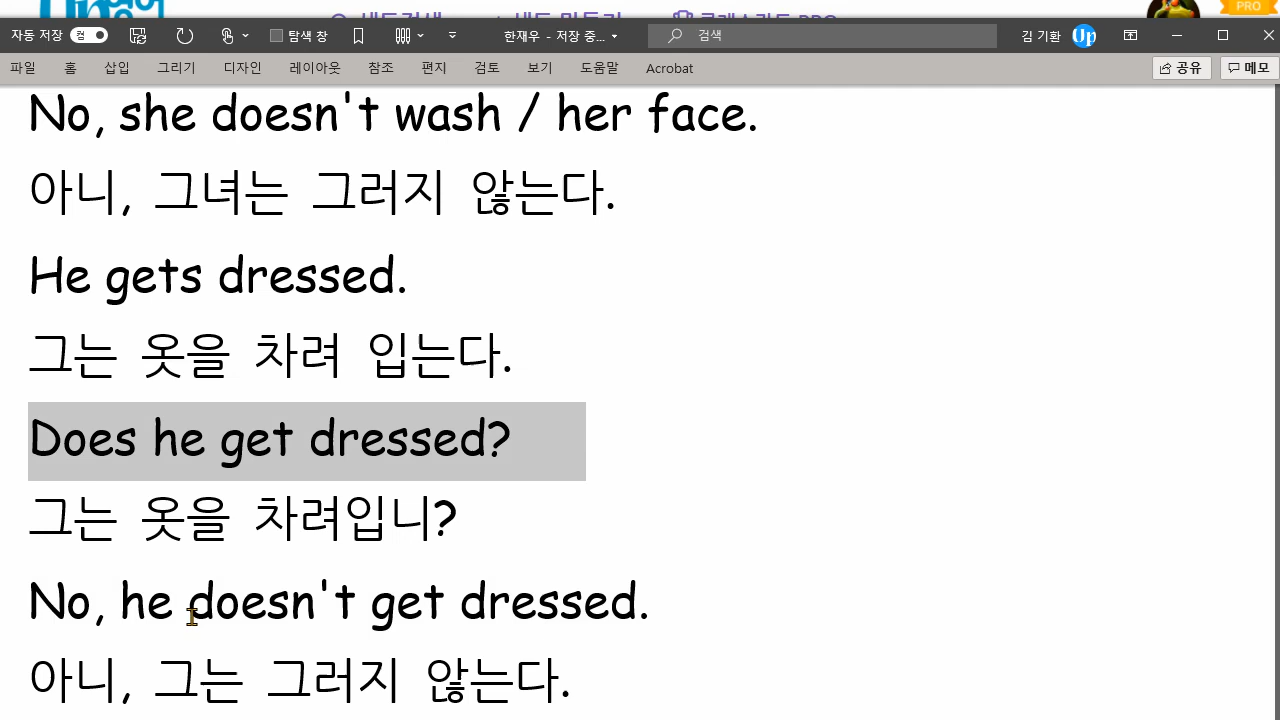 PRO
자동 저장 컴 탐색 창 한재우 - 저장 중... 검색 김 기환 Up
파일 홈 삽입 그리기 디자인 레이아웃 참조 편지 검토 보기 도움말 Acrobat 공유 메모
No, she doesn't wash / her face.
아니, 그녀는 그러지 않는다.
He gets dressed.
그는 옷을 차려 입는다.
Does he get dressed?
그는 옷을 차려입니?
No, he doesn't get dressed.
아니, 그는 그러지 않는다.